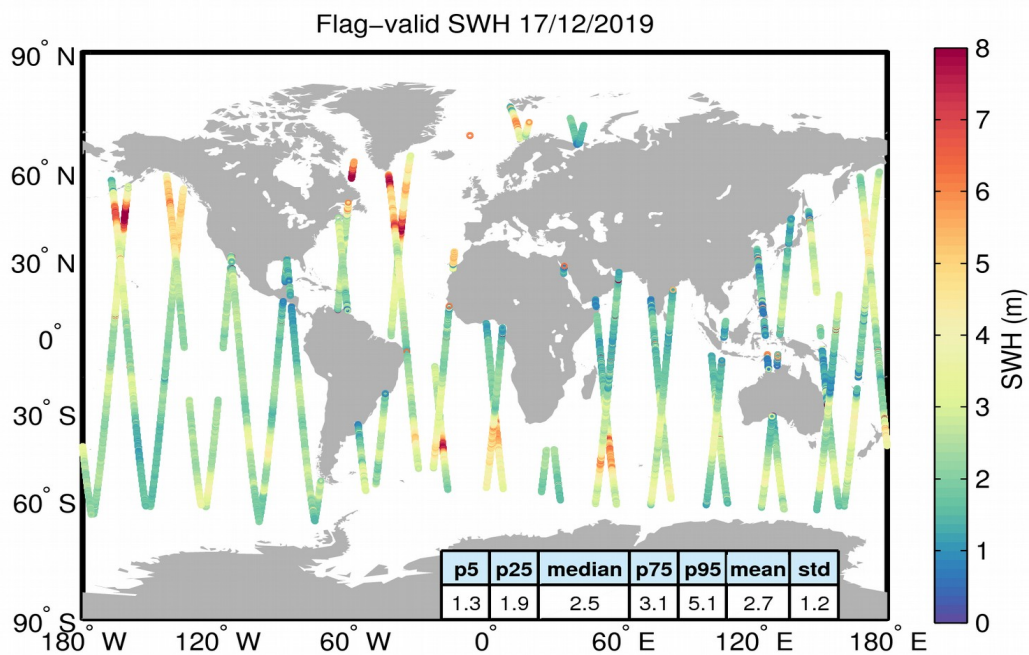 Flag−valid SWH 17/12/2019
90° N
60° N
30° N
0°
30° S
60° S
90° S
180° W
120° W
60° W
0°
60° E
120° E
180° E
p5 p25 median p75 p95 mean std
1.3 1.9 2.5 3.1 5.1 2.7 1.2
8
7
6
5
4
3
2
1
0
SWH (m)